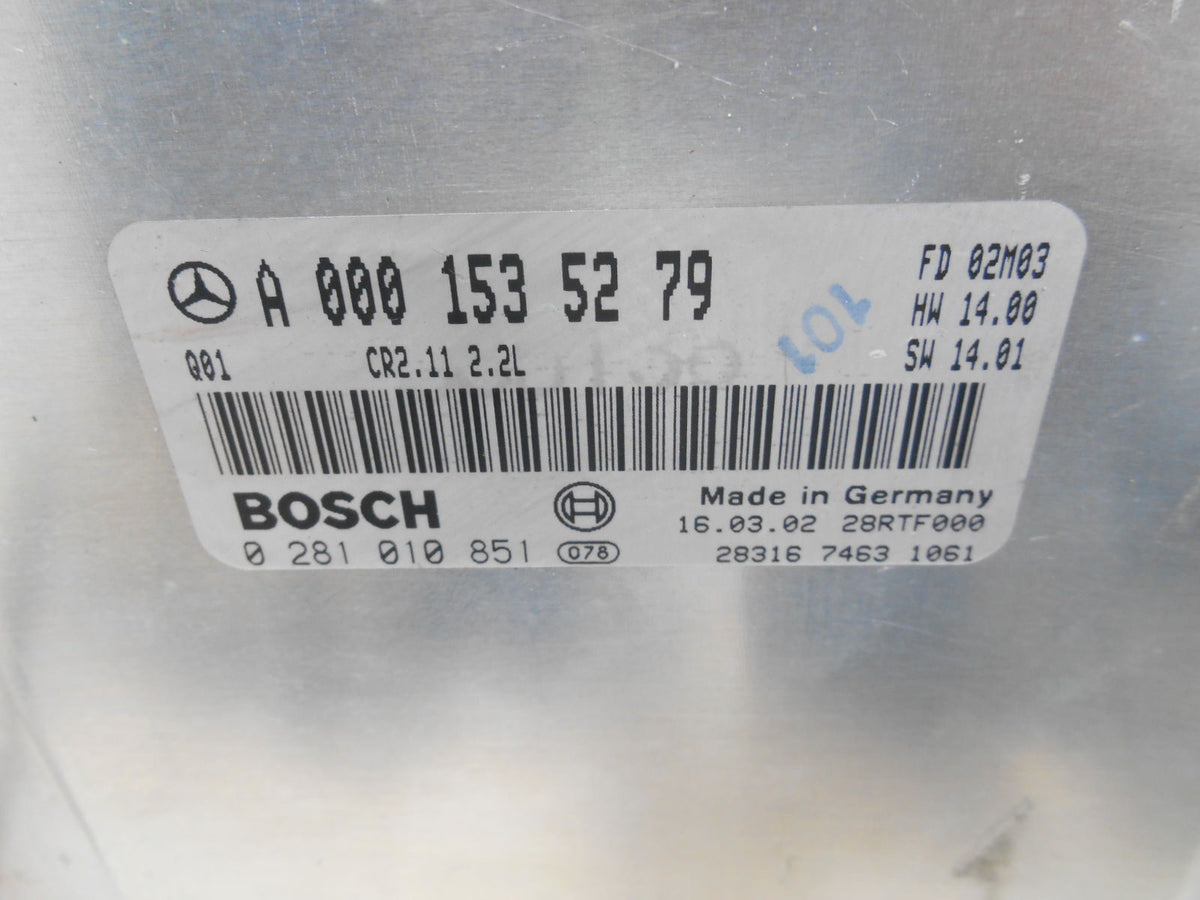 A 000 153 52 79
FD 02M03
HW 14.00
SW 14.01
101
Q01 CR2.11 2.2L
BOSCH
Made in Germany
16.03.02 28RTF000
0 281 010 851 078
28316 7463 1061